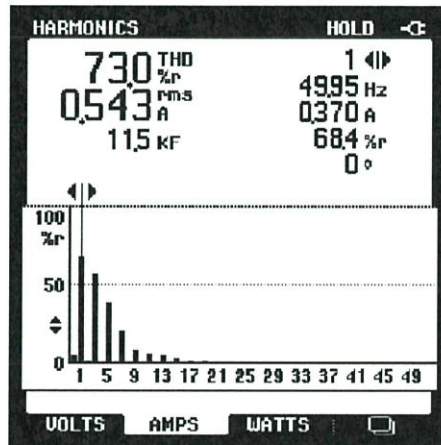 HARMONICS HOLD
73.0 THD %r
0.543 rms A
11.5 KF
1
49.95 Hz
0.370 A
68.4 %r
0 °
100
%r
50
0
1 5 9 13 17 21 25 29 33 37 41 45 49
VOLTS AMPS WATTS